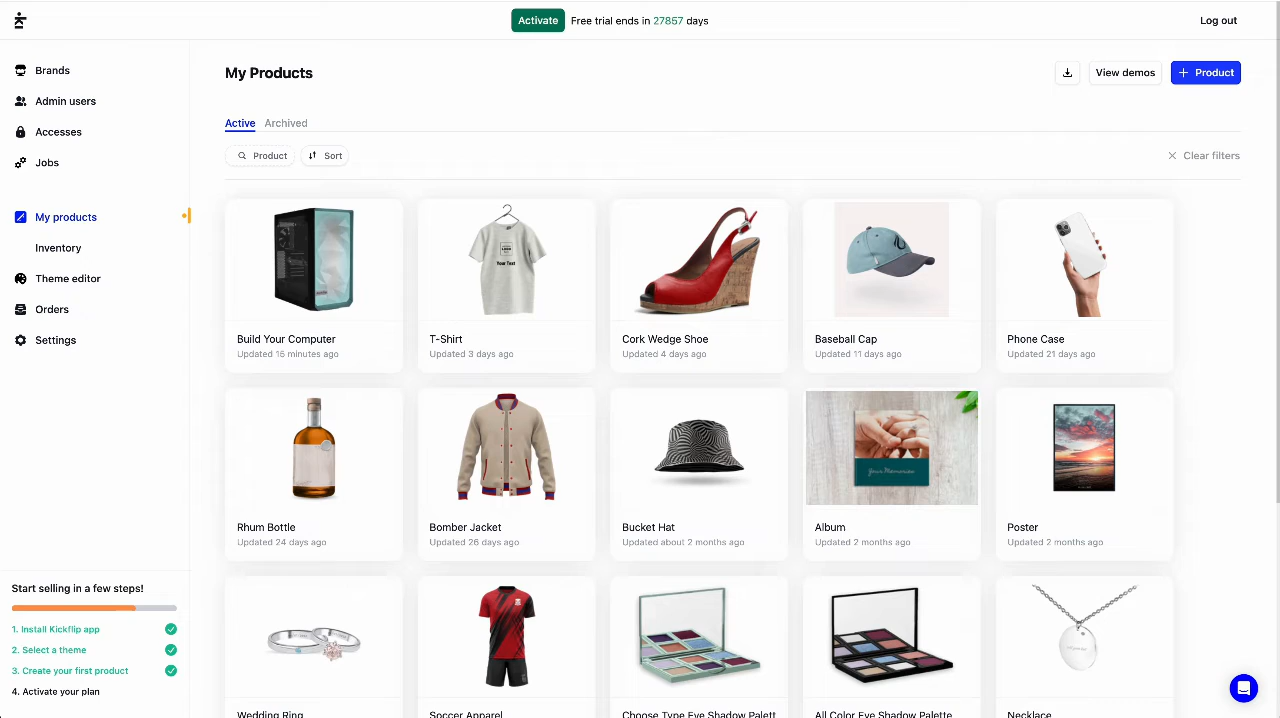 Activate Free trial ends in 27857 days
Log out
Brands
Admin users
Accesses
Jobs
My products
Inventory
Theme editor
Orders
Settings
Start selling in a few steps!
1. Install Kickflip app
2. Select a theme
3. Create your first product
4. Activate your plan
My Products
View demos
+ Product
Active Archived
Product Sort
Clear filters
Build Your Computer
Updated 15 minutes ago
Your Text
T-Shirt
Updated 3 days ago
Cork Wedge Shoe
Updated 4 days ago
Baseball Cap
Updated 11 days ago
Phone Case
Updated 21 days ago
Rhum Bottle
Updated 24 days ago
Bomber Jacket
Updated 26 days ago
Bucket Hat
Updated about 2 months ago
Your Memories
Album
Updated 2 months ago
Poster
Updated 2 months ago
Wedding Ring
Soccer Apparel
Choose Type Eye Shadow Palett
All Color Eye Shadow Palette
Necklace